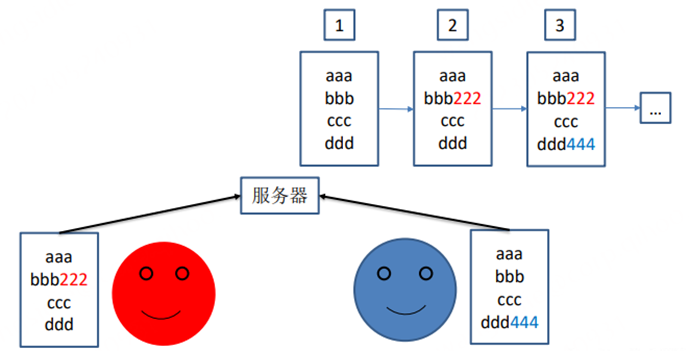 1
2
3
aaa
bbb
ccc
ddd
aaa
bbb222
ccc
ddd
aaa
bbb222
ccc
ddd444
...
服务器
aaa
bbb222
ccc
ddd
aaa
bbb
ccc
ddd444